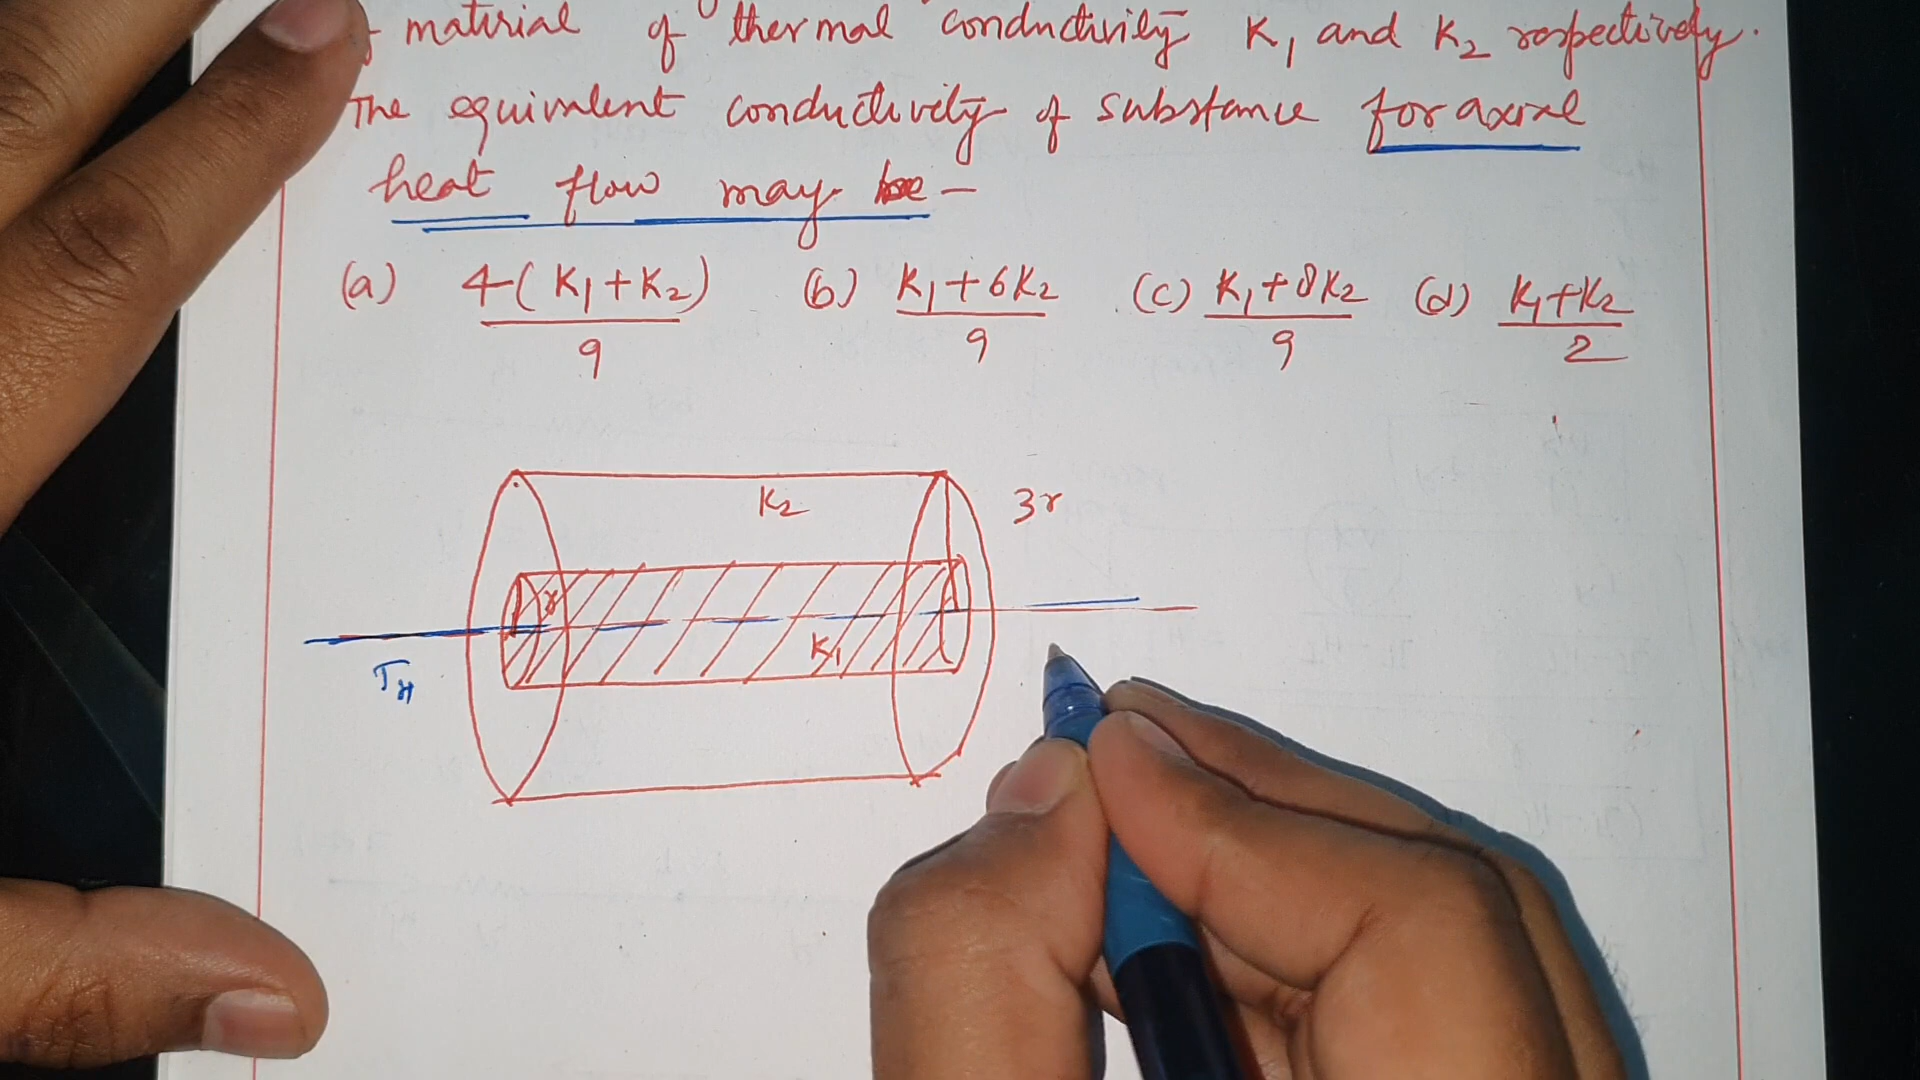 material of thermal conductivity K₁ and K₂ respectively.
The equivalent conductivity of substance for axial
heat flow may be -
(a) 4(K₁+K₂)/9 (b) K₁+6K₂/9 (c) K₁+8K₂/9 (d) K₁+K₂/2
K₂
3r
r
K₁
T_H